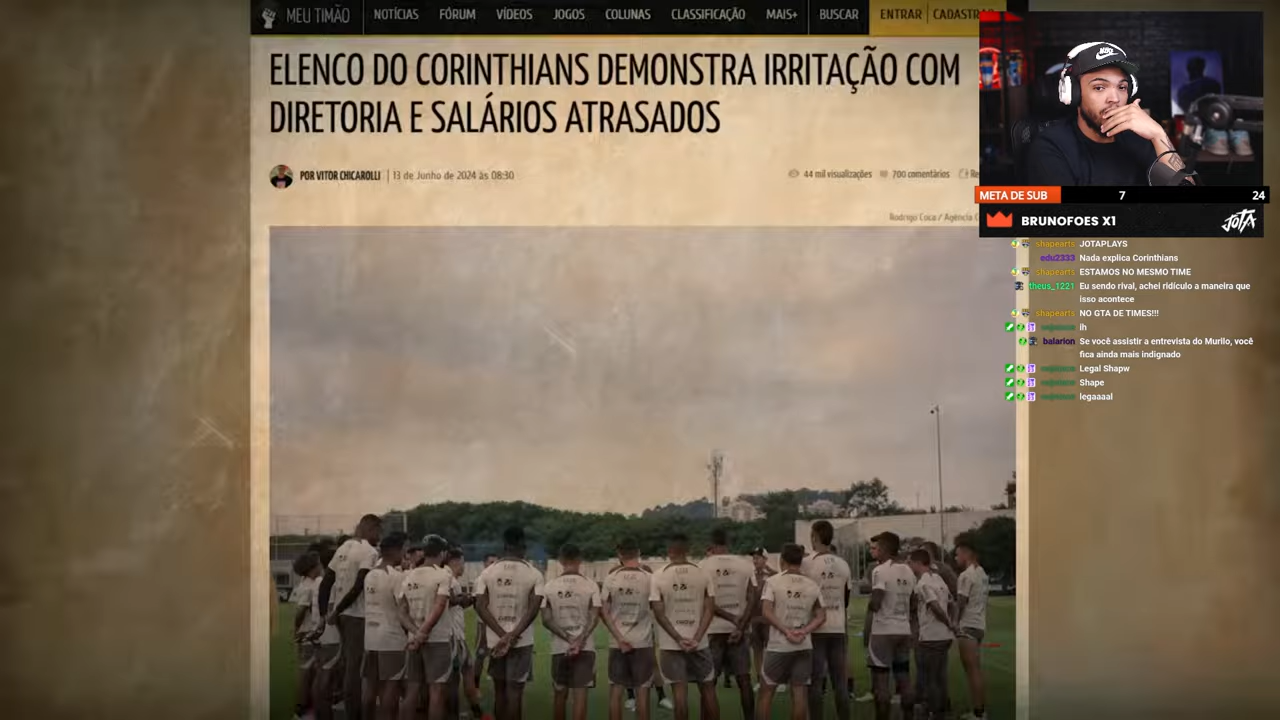 MEU TIMÃO NOTÍCIAS FÓRUM VÍDEOS JOGOS COLUNAS CLASSIFICAÇÃO MAIS+ BUSCAR ENTRAR CADASTRA
ELENCO DO CORINTHIANS DEMONSTRA IRRITAÇÃO COM
DIRETORIA E SALÁRIOS ATRASADOS
POR VITOR CHICAROLLI 13 de Junho de 2024 às 08:30
44 mil visualizações 700 comentários
Rodrigo Coca / Agência
META DE SUB 7 24
BRUNOFOES X1 JOTA
shapearts JOTAPLAYS
edu2333 Nada explica Corinthians
shapearts ESTAMOS NO MESMO TIME
theus_1221 Eu sendo rival, achei ridículo a maneira que
isso acontece
shapearts NO GTA DE TIMES!!!
ih
balarion Se você assistir a entrevista do Murilo, você
fica ainda mais indignado
Legal Shapw
Shape
legaaaal